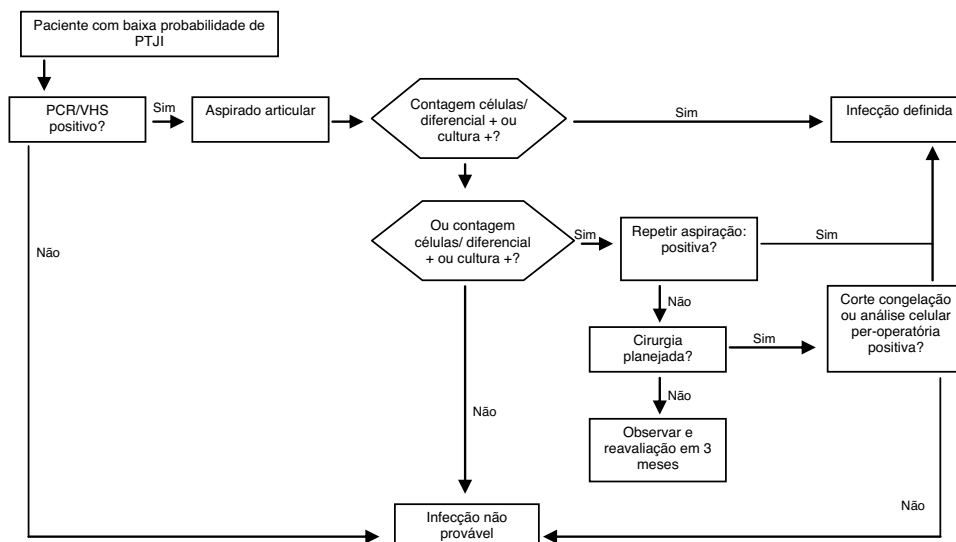 Paciente com baixa probabilidade de
PTJI
PCR/VHS
positivo?
Sim
Aspirado articular
Contagem células/
diferencial + ou
cultura +?
Sim
Infecção definida
Não
Ou contagem
células/ diferencial
+ ou cultura +?
Sim
Repetir aspiração:
positiva?
Sim
Não
Corte congelação
ou análise celular
per-operatória
positiva?
Cirurgia
planejada?
Sim
Não
Não
Observar e
reavaliação em 3
meses
Não
Infecção não
provável